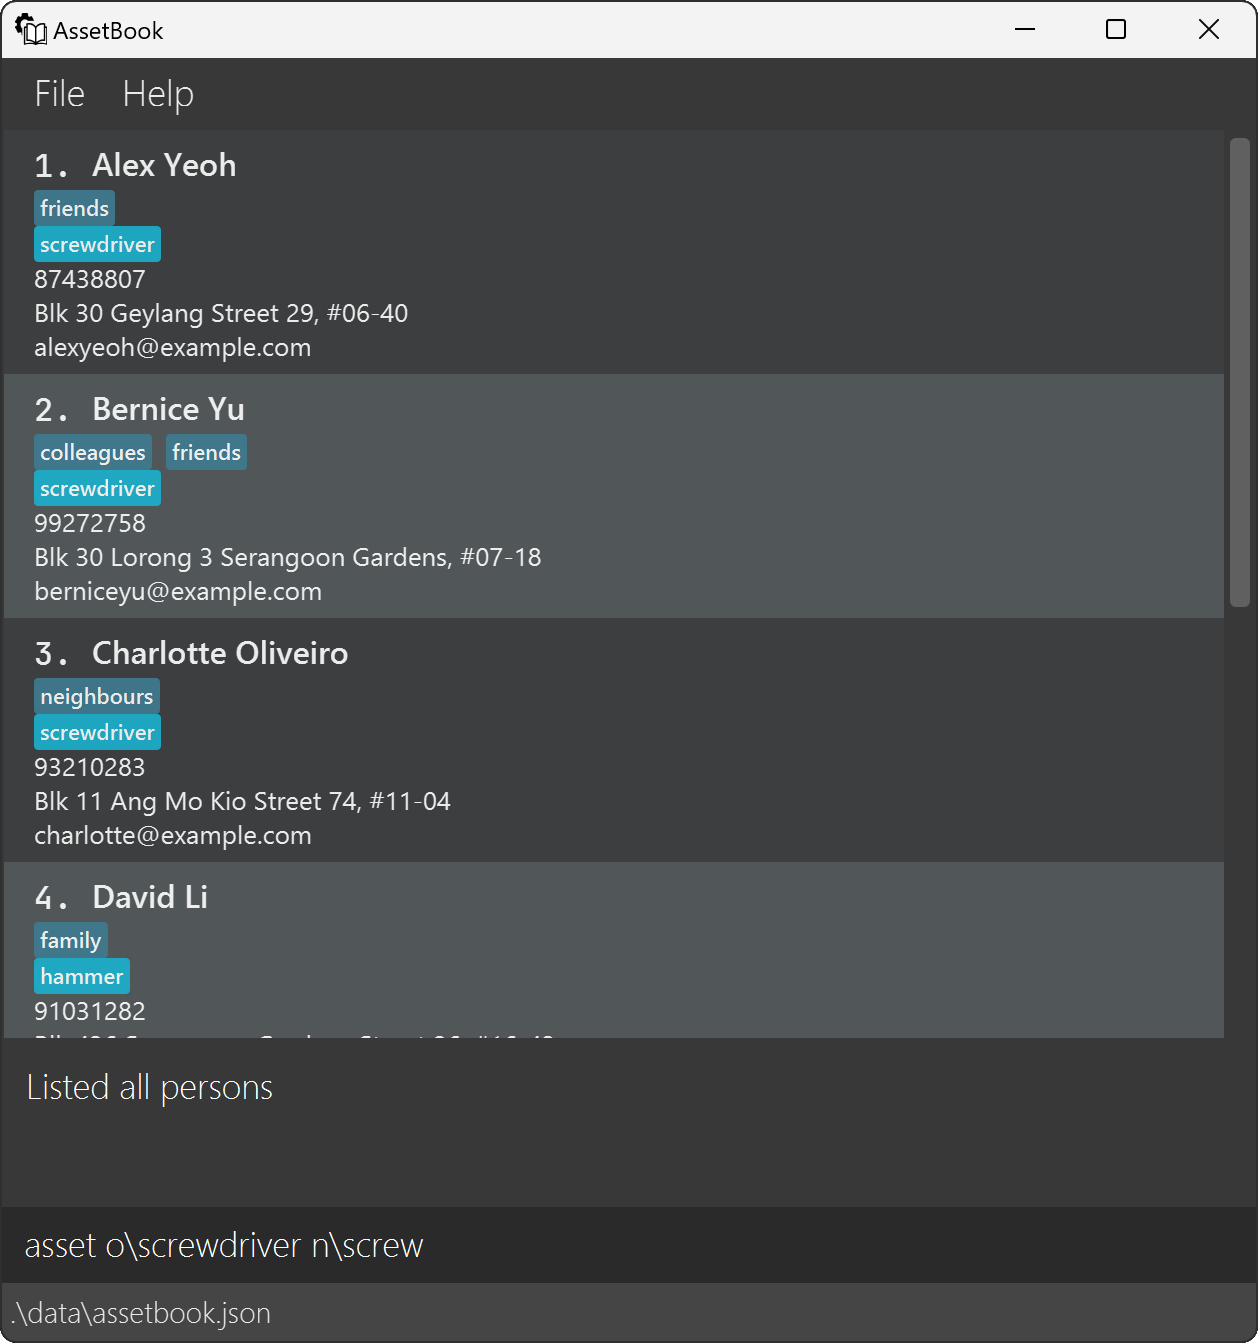 AssetBook
File Help
1. Alex Yeoh
friends
screwdriver
87438807
Blk 30 Geylang Street 29, #06-40
alexyeoh@example.com
2. Bernice Yu
colleagues friends
screwdriver
99272758
Blk 30 Lorong 3 Serangoon Gardens, #07-18
berniceyu@example.com
3. Charlotte Oliveiro
neighbours
screwdriver
93210283
Blk 11 Ang Mo Kio Street 74, #11-04
charlotte@example.com
4. David Li
family
hammer
91031282
Listed all persons
asset o\screwdriver n\screw
.\data\assetbook.json